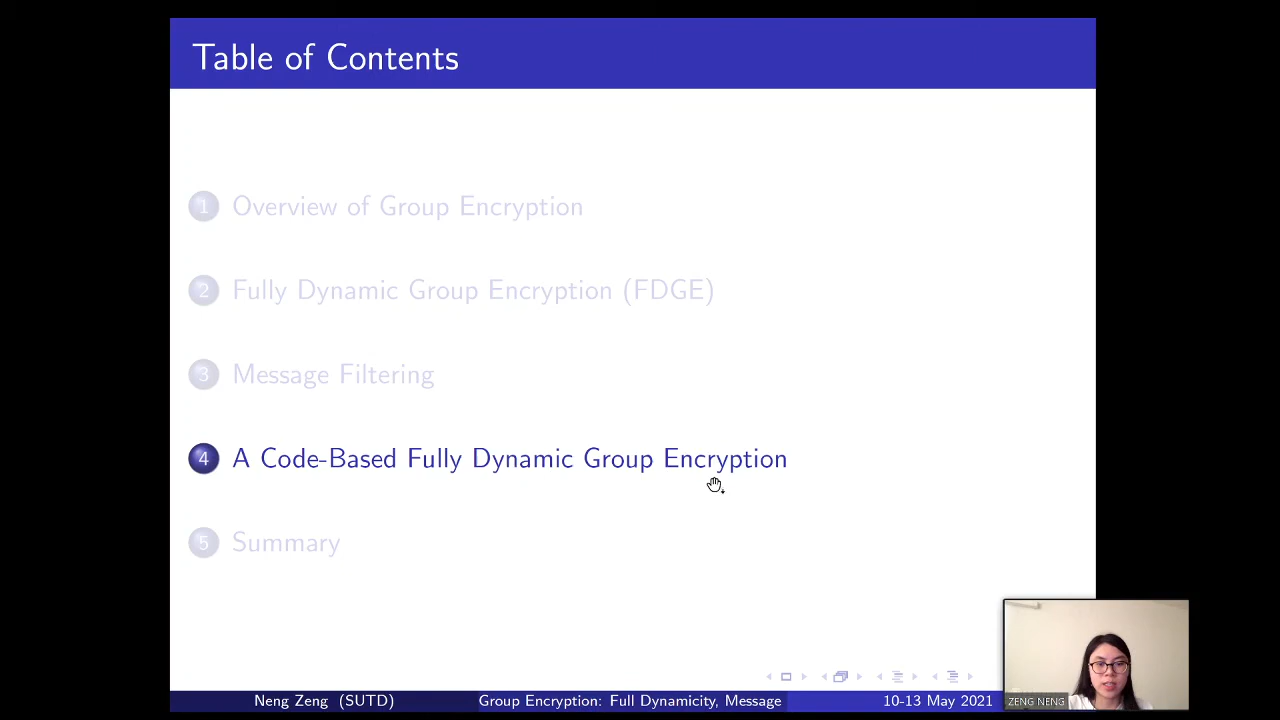 Table of Contents
1 Overview of Group Encryption
2 Fully Dynamic Group Encryption (FDGE)
3 Message Filtering
4 A Code-Based Fully Dynamic Group Encryption
5 Summary
Neng Zeng (SUTD) Group Encryption: Full Dynamicity, Message 10-13 May 2021
ZENG NENG